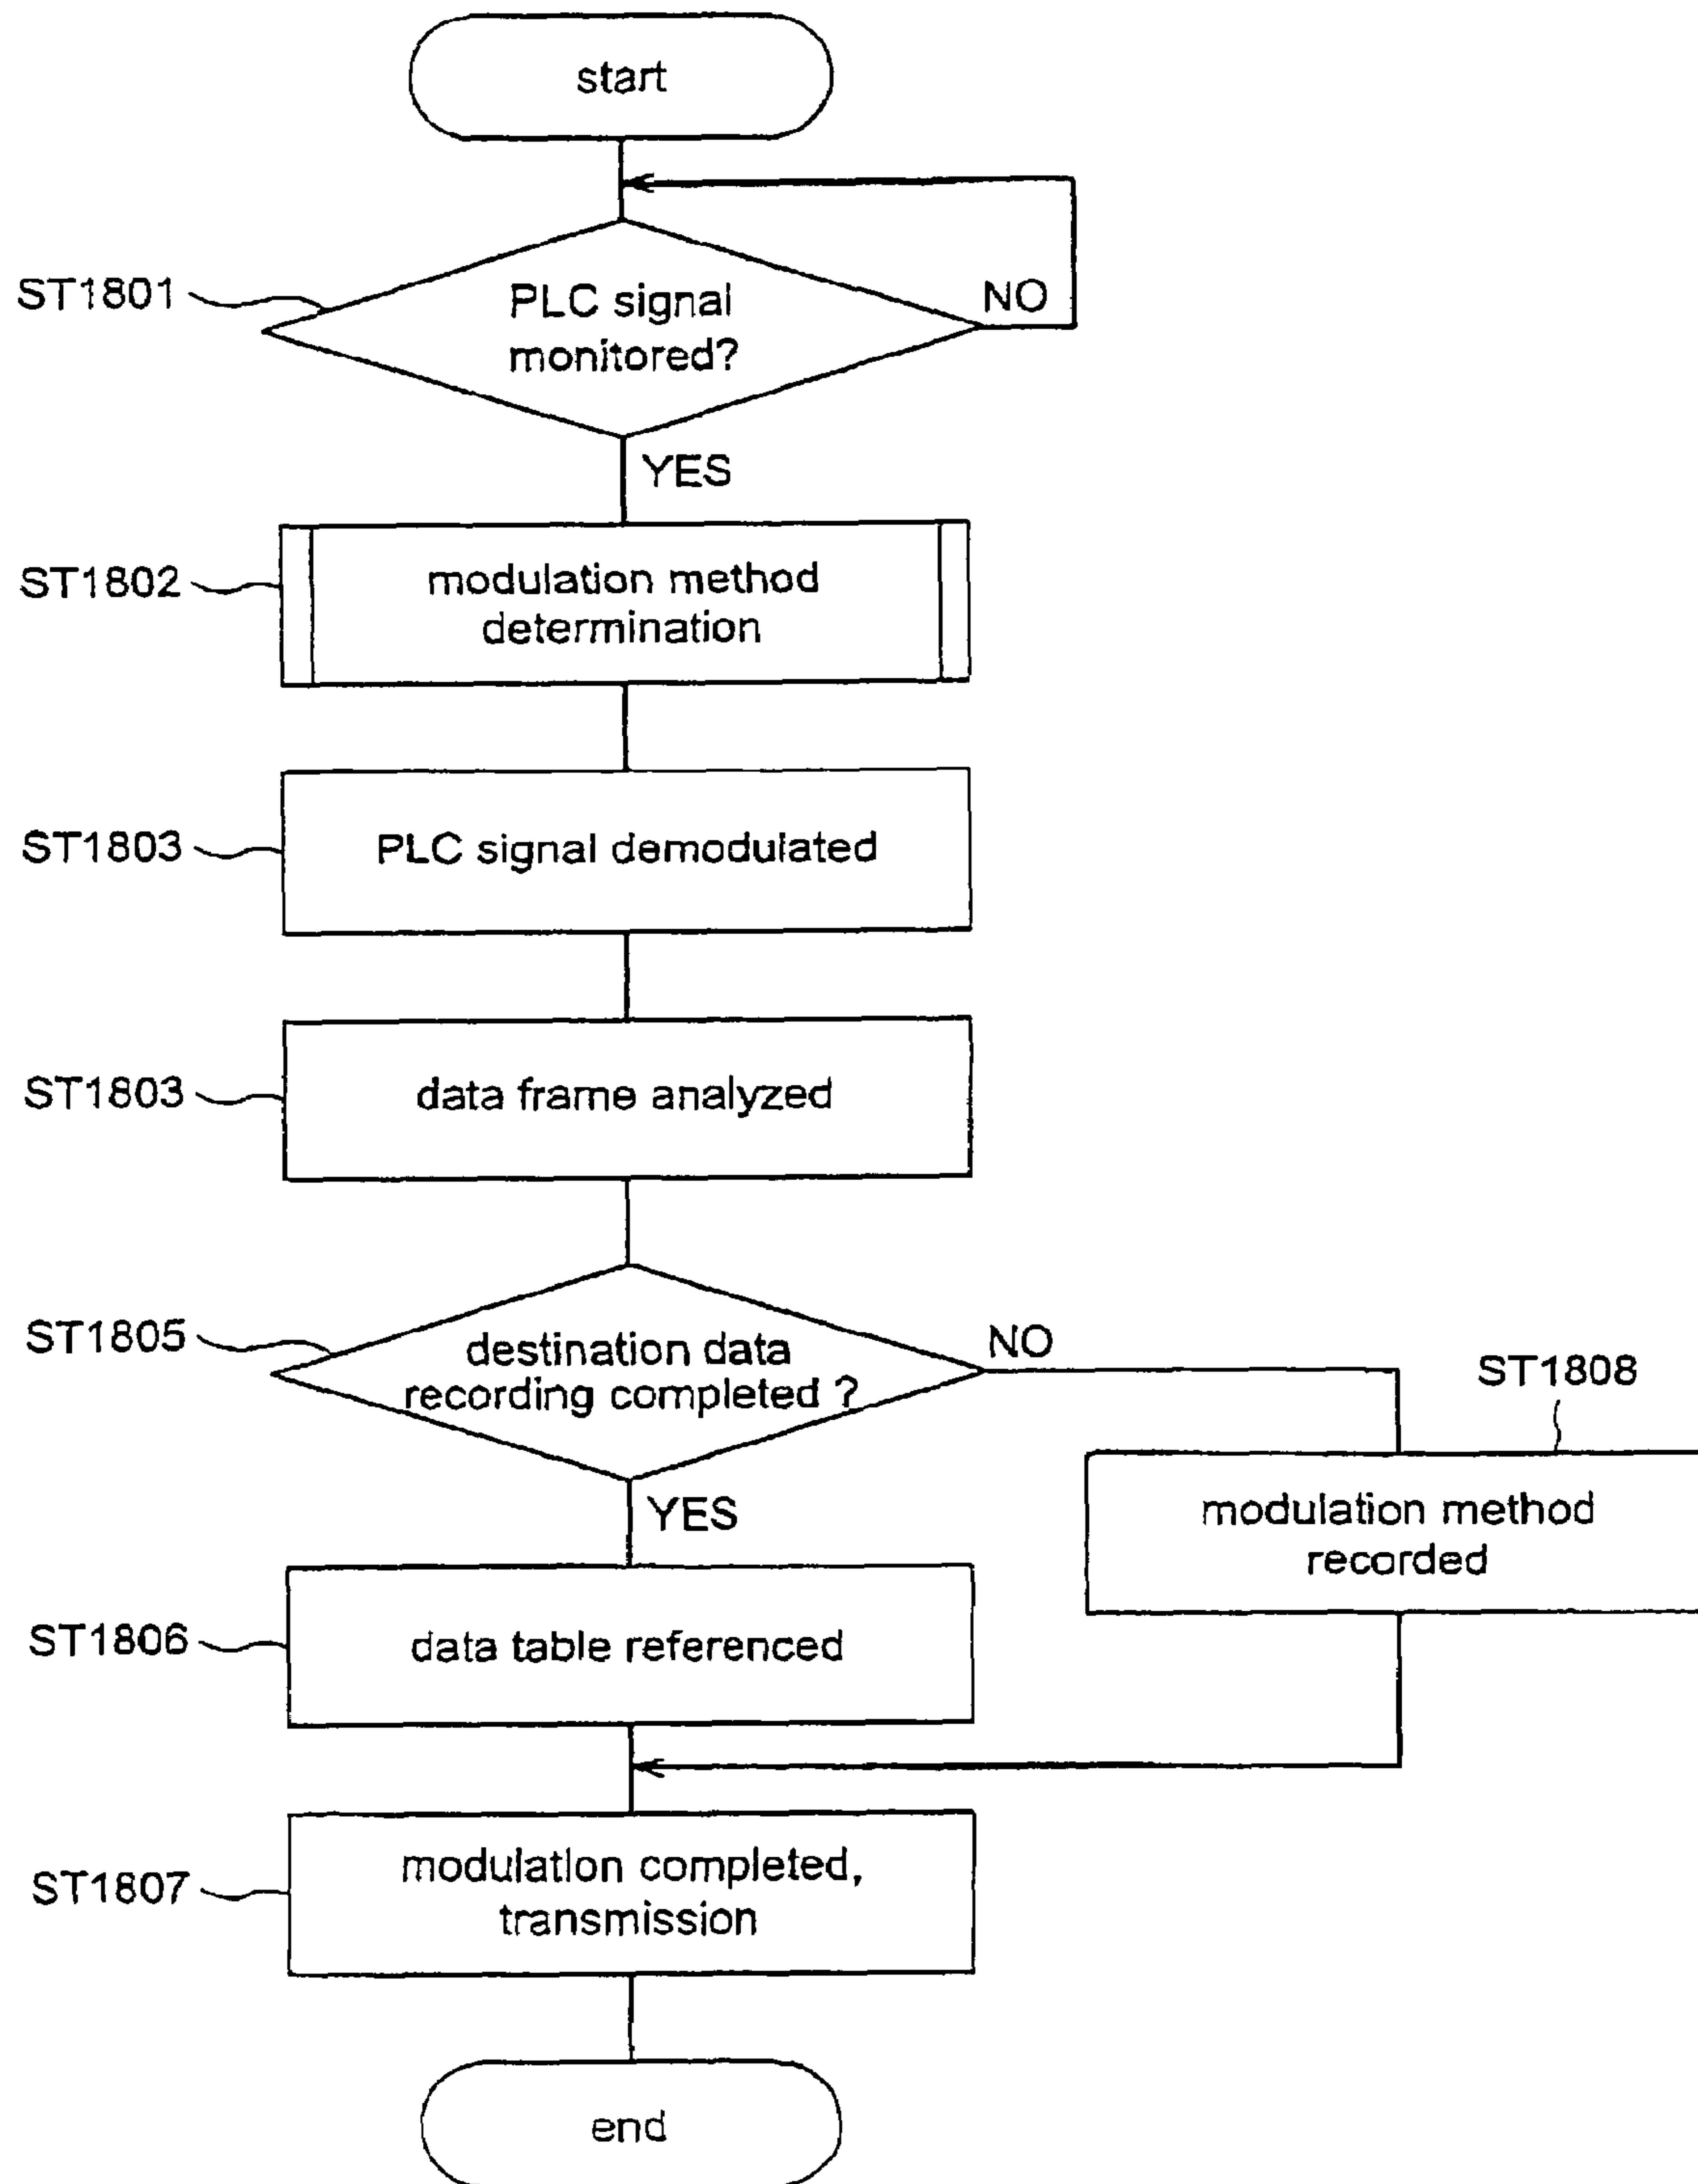 start
ST1801
PLC signal
monitored?
NO
YES
ST1802
modulation method
determination
ST1803
PLC signal demodulated
ST1803
data frame analyzed
ST1805
destination data
recording completed ?
NO
ST1808
modulation method
recorded
YES
ST1806
data table referenced
ST1807
modulation completed,
transmission
end